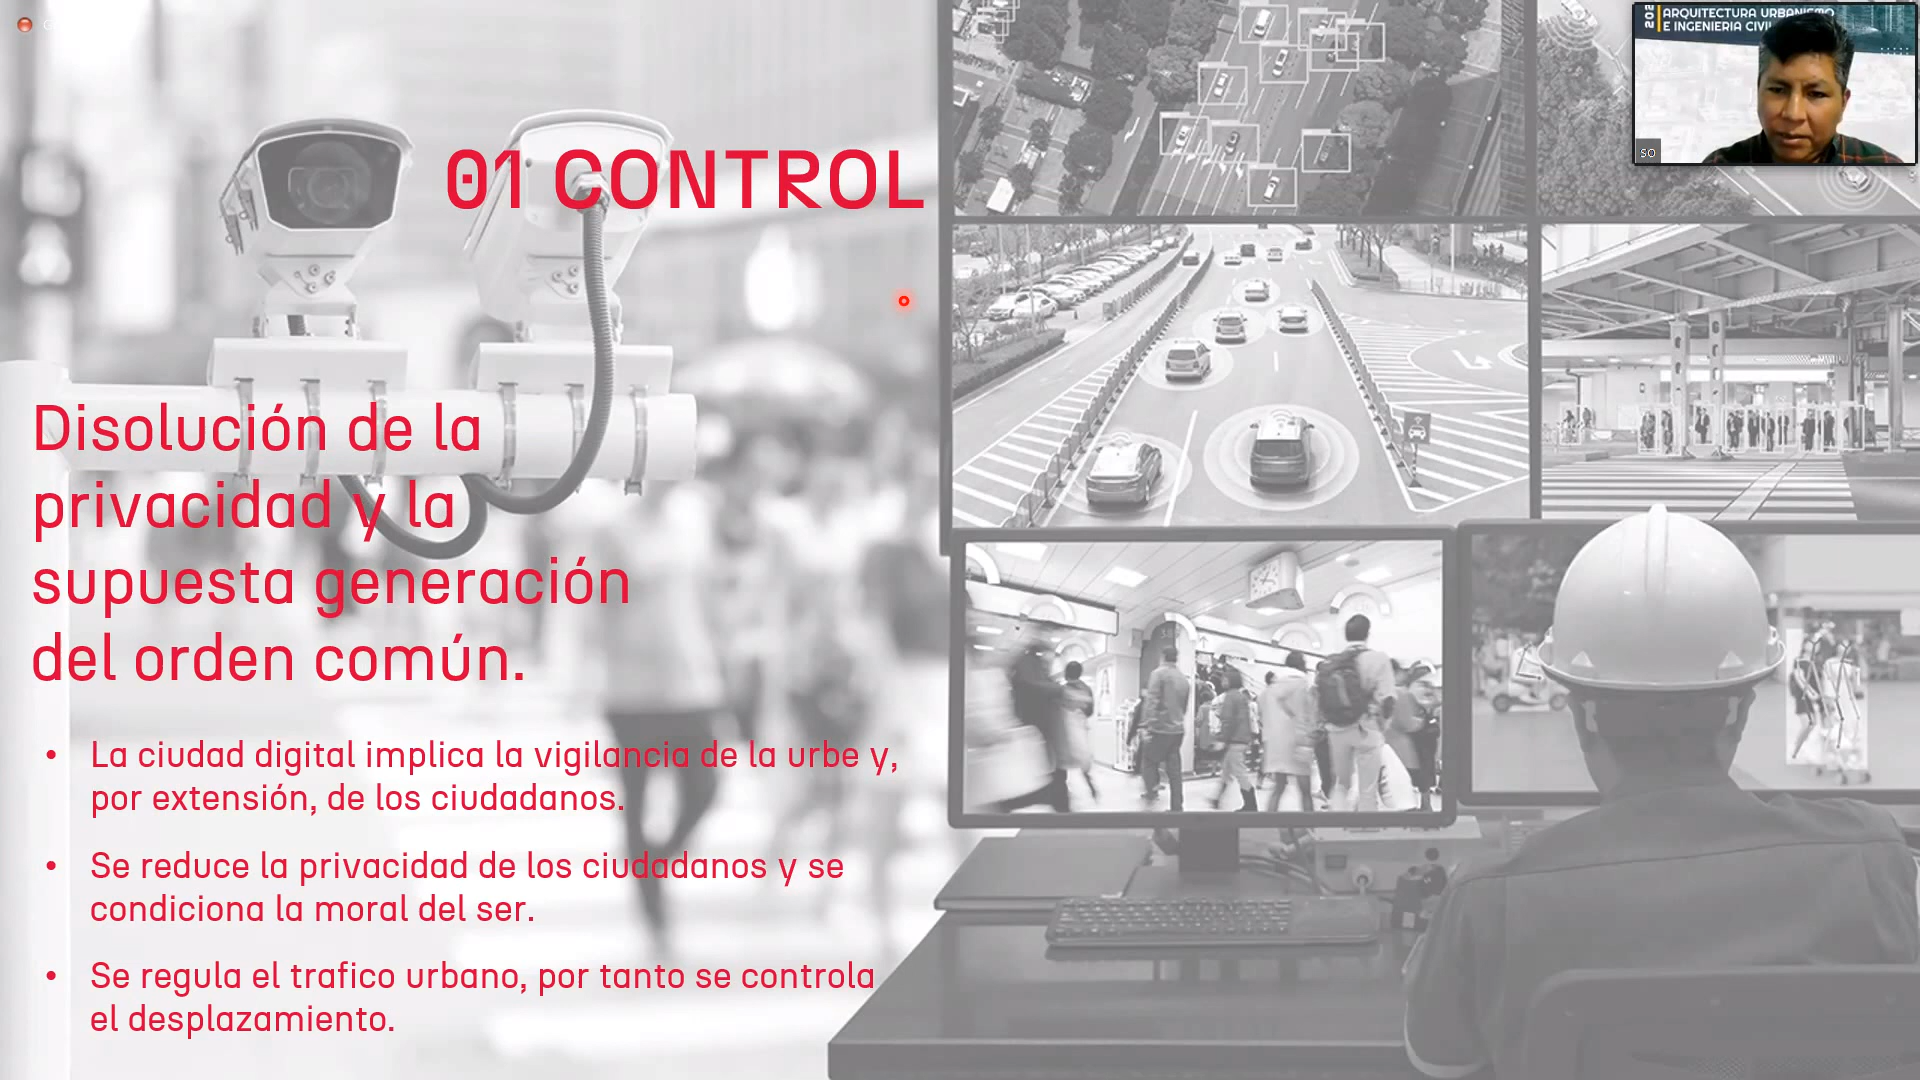 01 CONTROL
Disolución de la
privacidad y la
supuesta generación
del orden común.
• La ciudad digital implica la vigilancia de la urbe y,
por extensión, de los ciudadanos.
• Se reduce la privacidad de los ciudadanos y se
condiciona la moral del ser.
• Se regula el trafico urbano, por tanto se controla
el desplazamiento.
ARQUITECTURA URBANISMO
E INGENIERIA CIVIL
SO